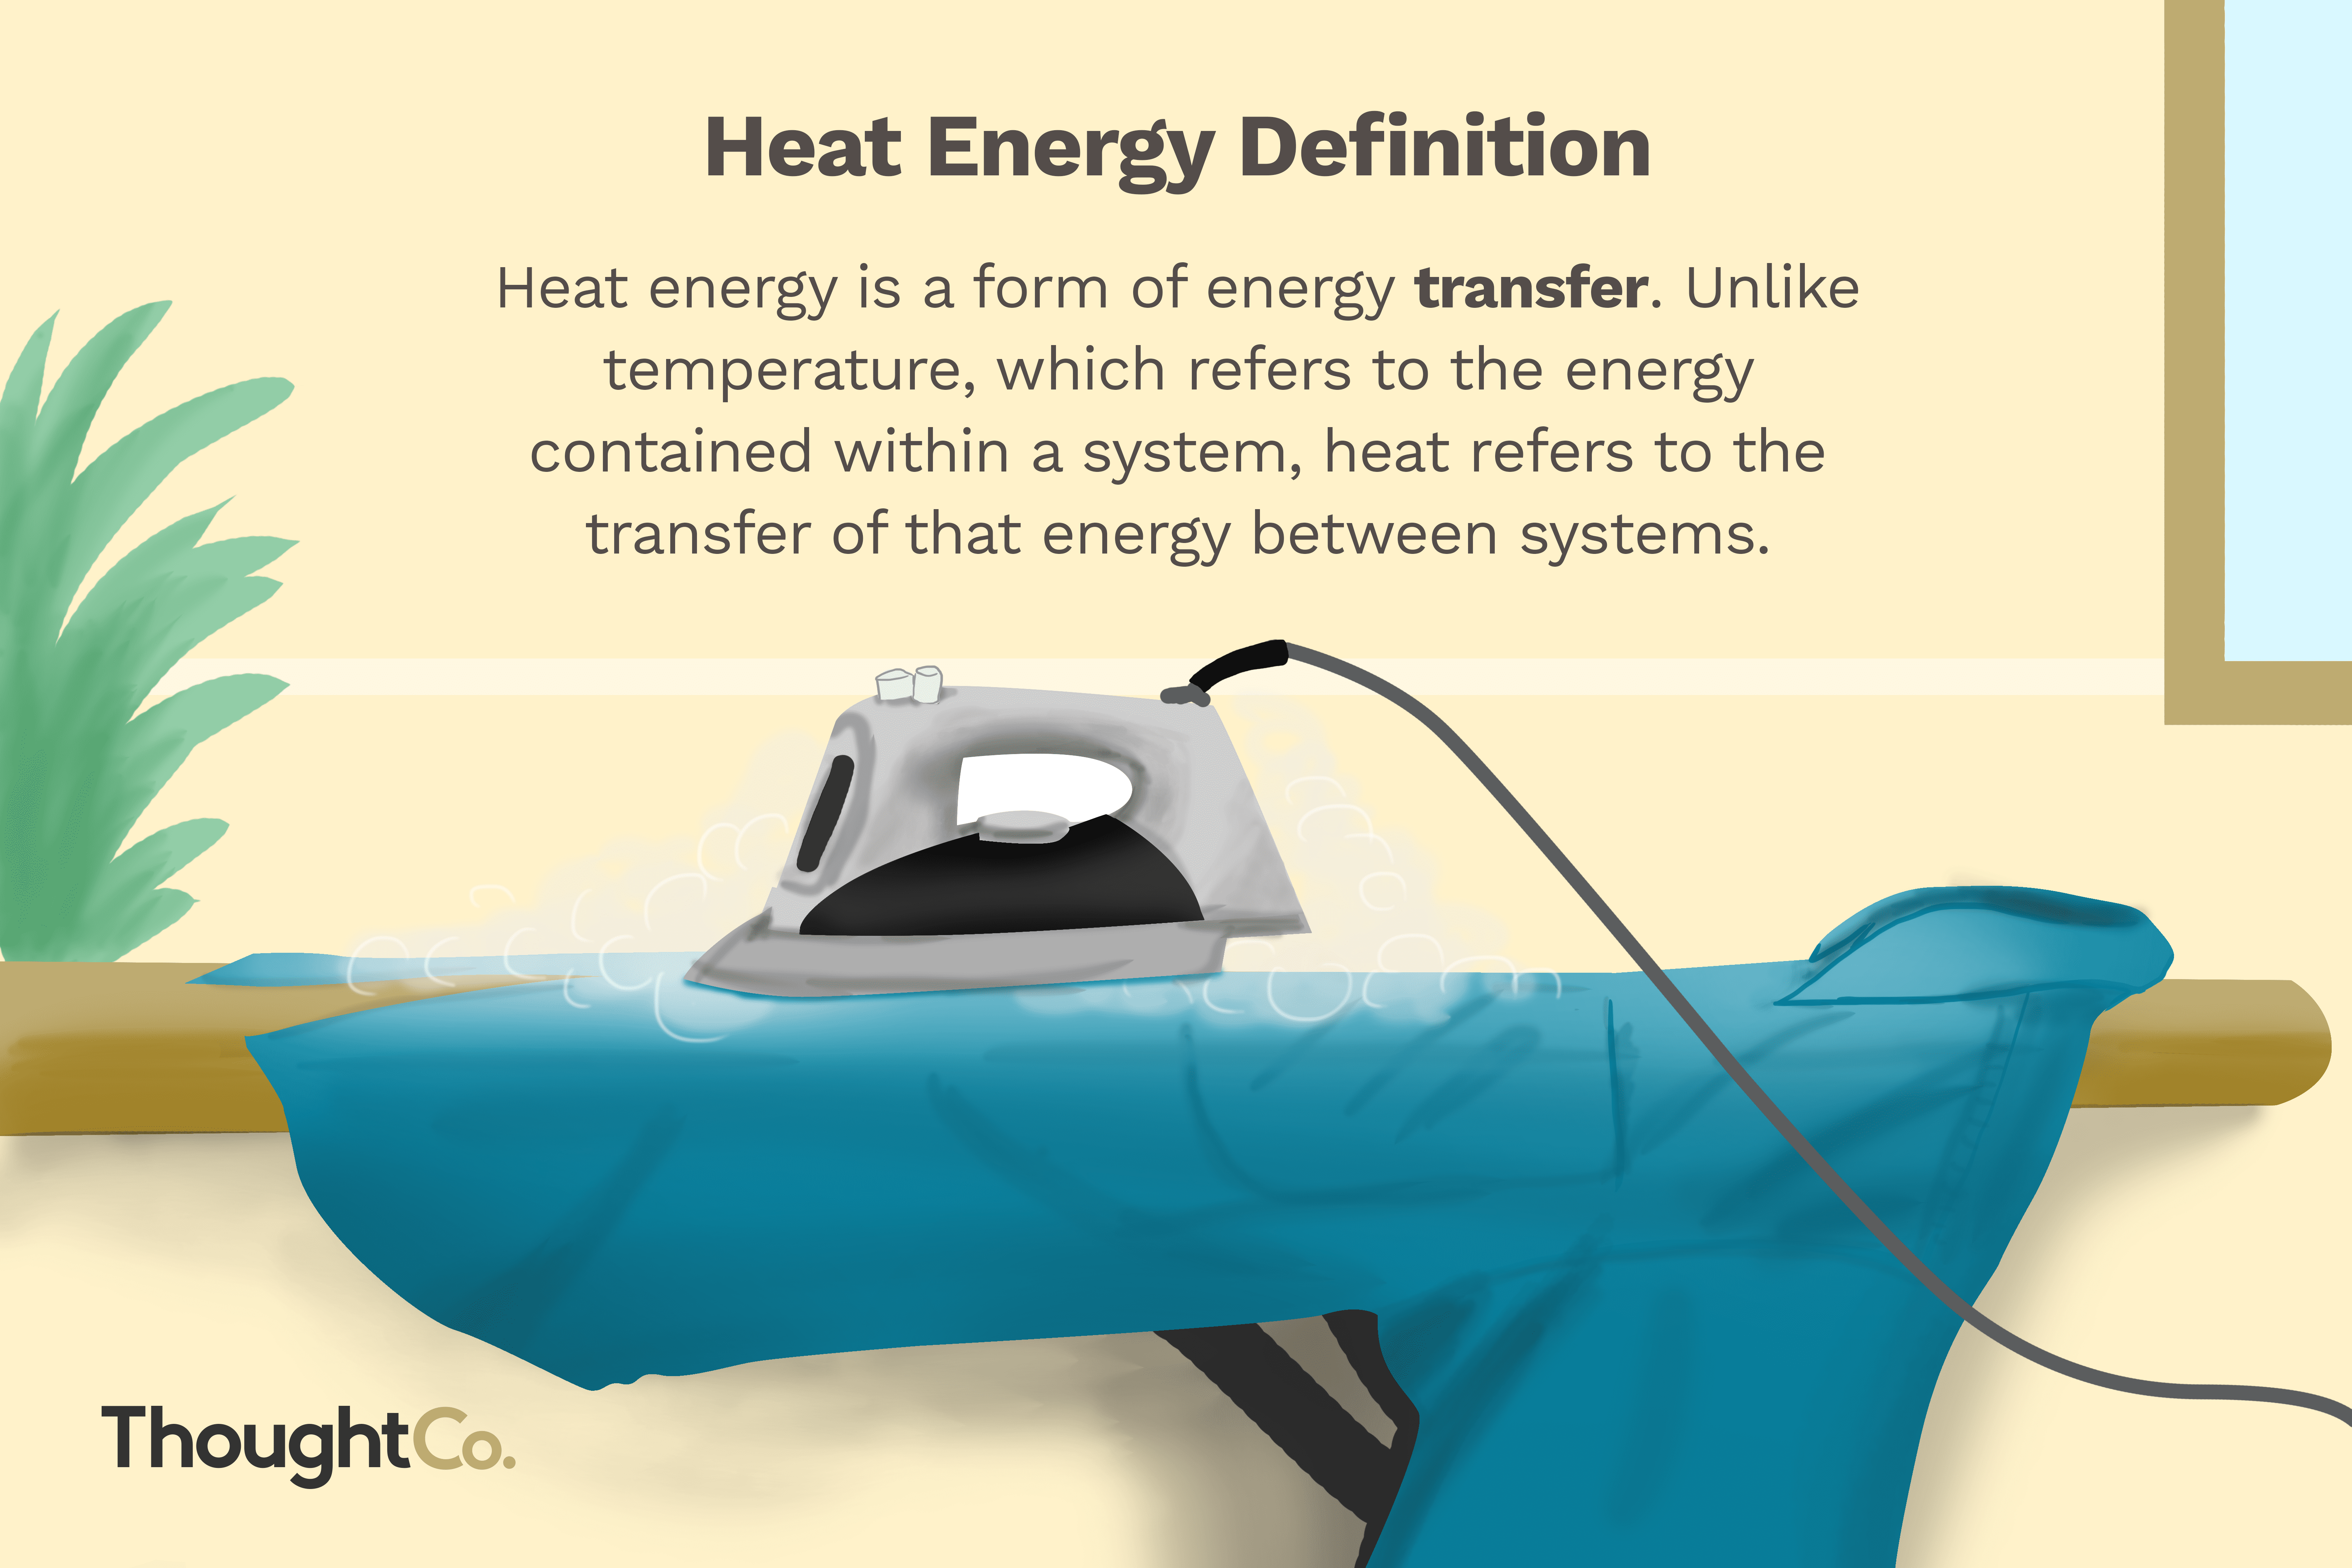 Heat Energy Definition
Heat energy is a form of energy transfer. Unlike
temperature, which refers to the energy
contained within a system, heat refers to the
transfer of that energy between systems.
ThoughtCo.